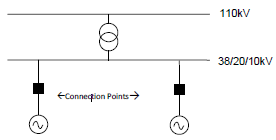 110kV
38/20/10kV
←Connection Points→